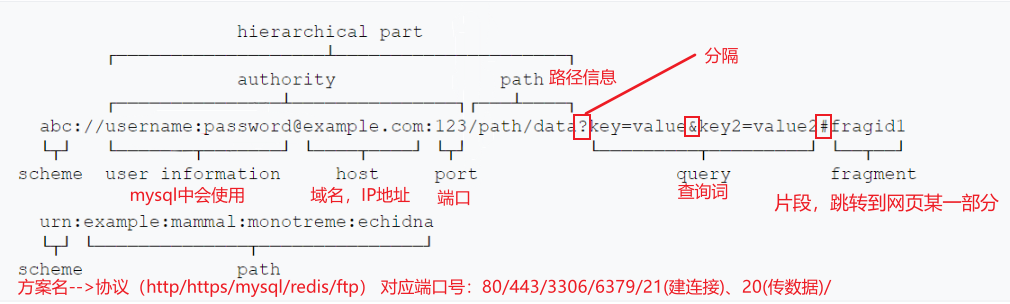 hierarchical part
分隔
authority path 路径信息
abc://username:password@example.com:123/path/data?key=value&key2=value2#fragid1
scheme user information host port query fragment
mysql中会使用 域名，IP地址 端口 查询词 片段，跳转到网页某一部分
urn:example:mammal:monotreme:echidna
scheme path
方案名-->协议（http/https/mysql/redis/ftp） 对应端口号：80/443/3306/6379/21(建连接)、20(传数据)/